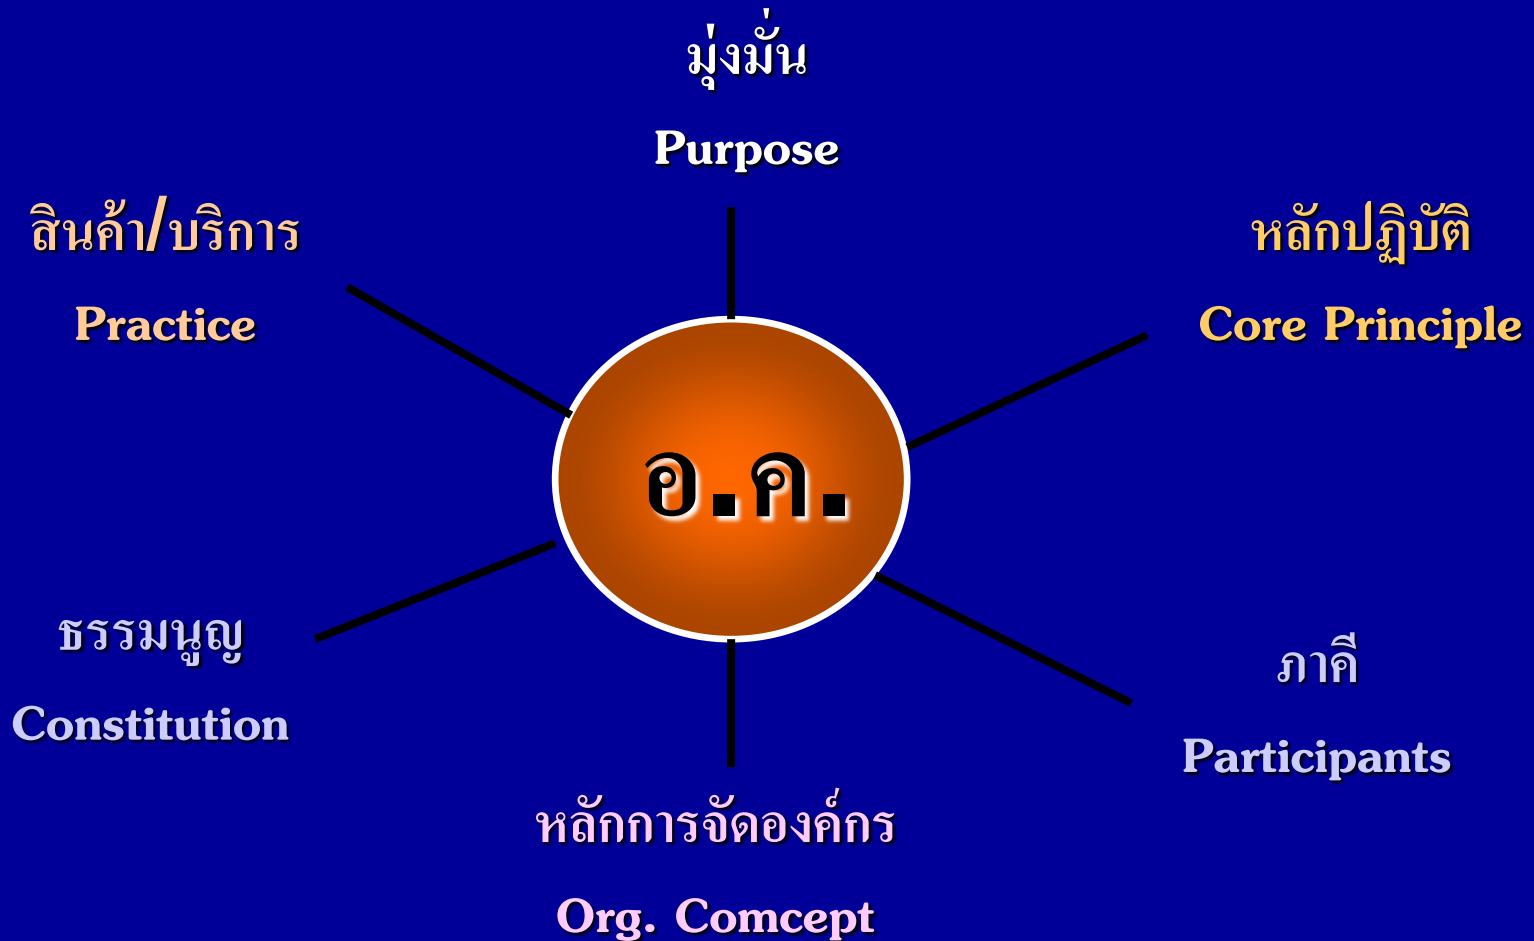 มุ่งมั่น
Purpose
สินค้า/บริการ
Practice
หลักปฏิบัติ
Core Principle
อ.ค.
ธรรมนูญ
Constitution
ภาคี
Participants
หลักการจัดองค์กร
Org. Comcept